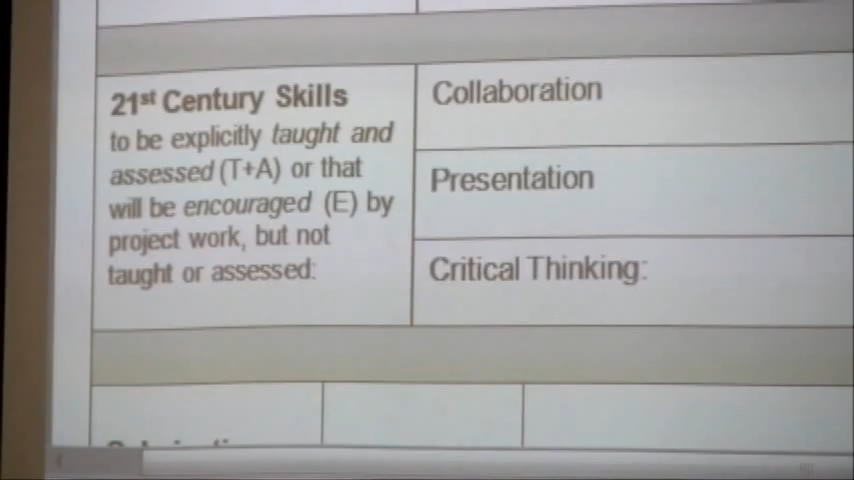 21st Century Skills
to be explicitly taught and
assessed (T+A) or that
will be encouraged (E) by
project work, but not
taught or assessed:
Collaboration
Presentation
Critical Thinking: